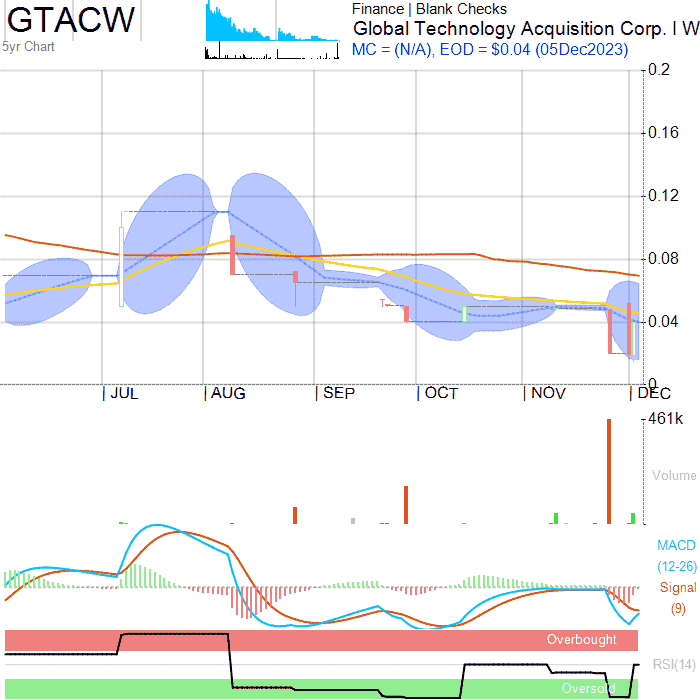 GTACW
5yr Chart
Finance | Blank Checks
Global Technology Acquisition Corp. I W
MC = (N/A), EOD = $0.04 (05Dec2023)
0.2
0.16
0.12
0.08
0.04
0
JUL AUG SEP OCT NOV DEC
461k
Volume
MACD
(12-26)
Signal
(9)
Overbought
RSI(14)
Oversold